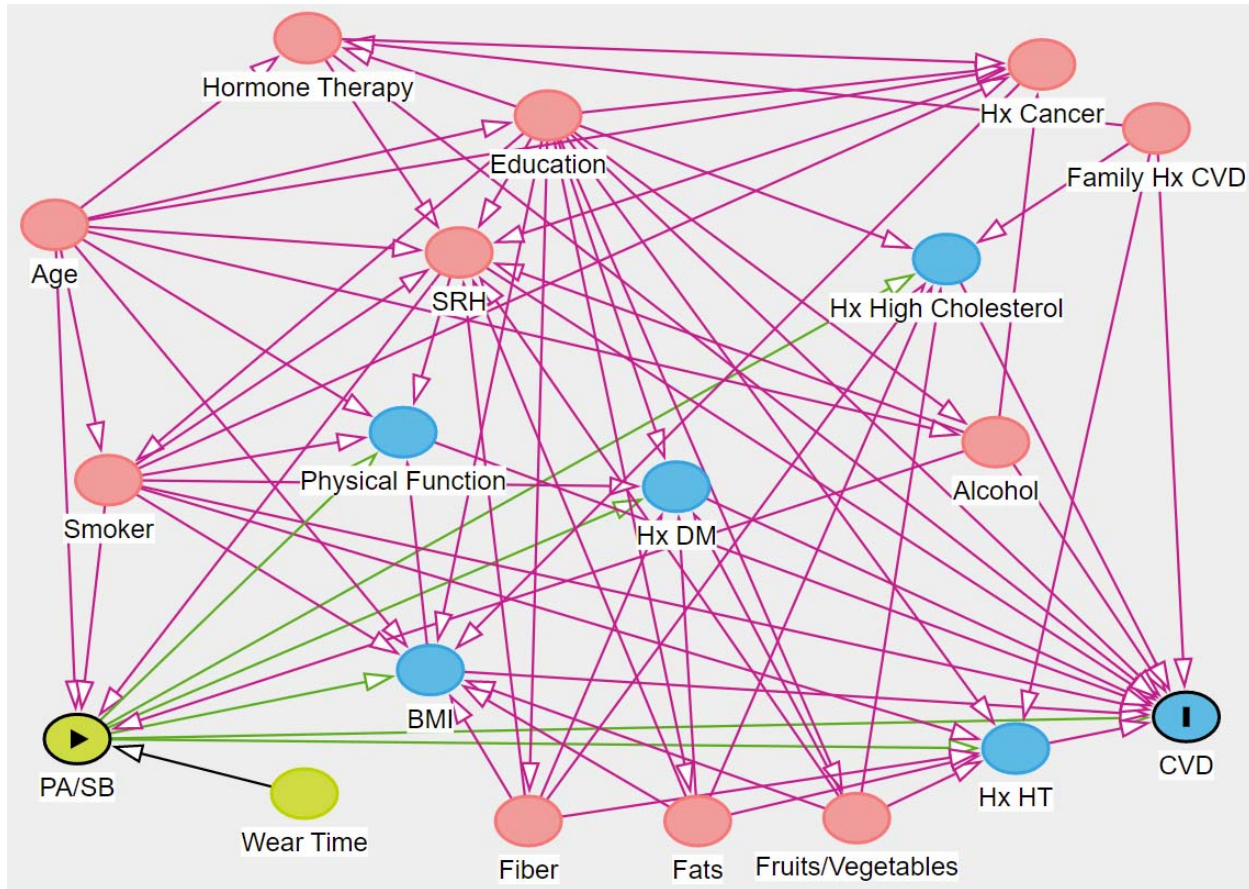 Hormone Therapy
Hx Cancer
Education
Family Hx CVD
Age
SRH
Hx High Cholesterol
Physical Function
Alcohol
Smoker
Hx DM
BMI
PA/SB
CVD
Hx HT
Wear Time
Fiber
Fats
Fruits/Vegetables